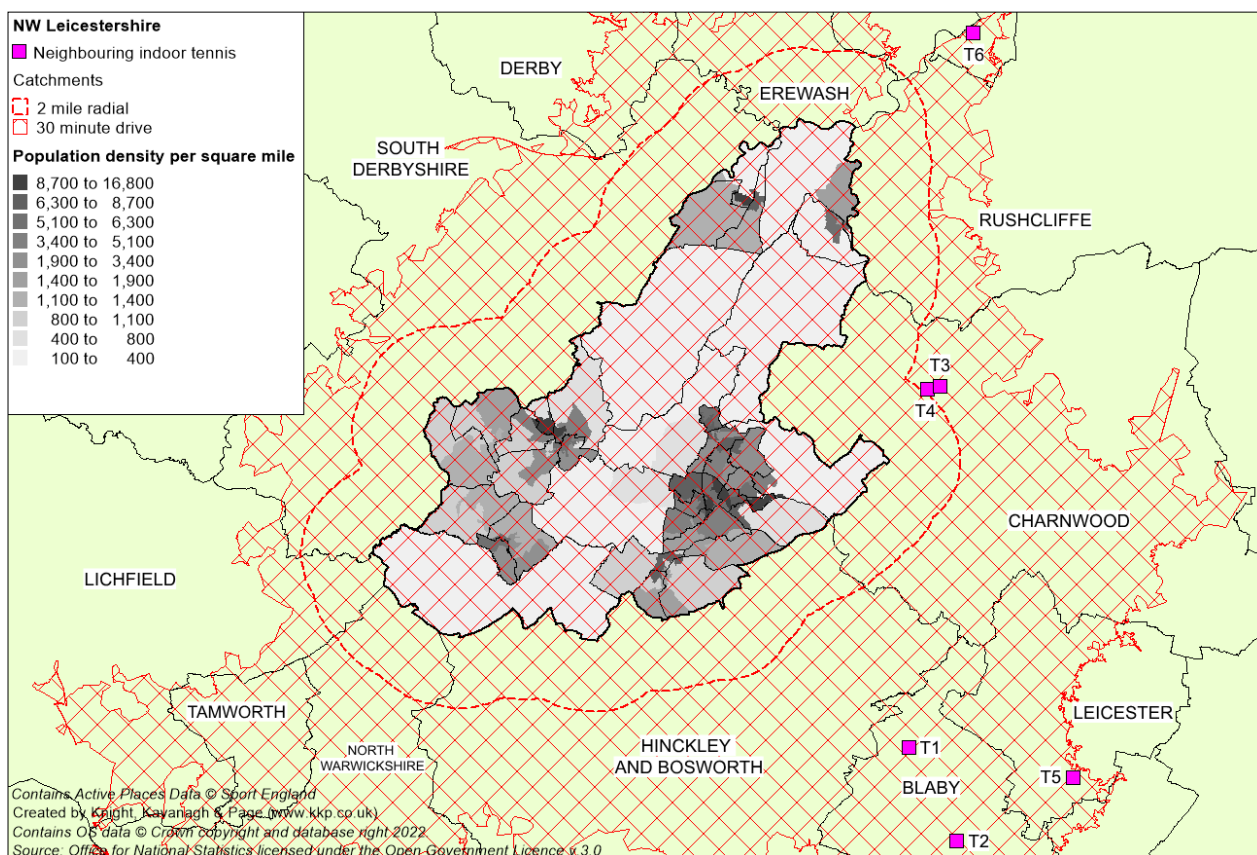 NW Leicestershire
Neighbouring indoor tennis
Catchments
2 mile radial
30 minute drive
Population density per square mile
8,700 to 16,800
6,300 to 8,700
5,100 to 6,300
3,400 to 5,100
1,900 to 3,400
1,400 to 1,900
1,100 to 1,400
800 to 1,100
400 to 800
100 to 400
T6
DERBY
EREWASH
SOUTH
DERBYSHIRE
RUSHCLIFFE
T3
T4
CHARNWOOD
LICHFIELD
TAMWORTH
LEICESTER
NORTH
WARWICKSHIRE
HINCKLEY
AND BOSWORTH
T1
BLABY
T5
T2
Contains Active Places Data © Sport England
Created by Knight, Kavanagh & Page (www.kkp.co.uk)
Contains OS data © Crown copyright and database right 2022
Source: Office for National Statistics licensed under the Open Government Licence v.3.0